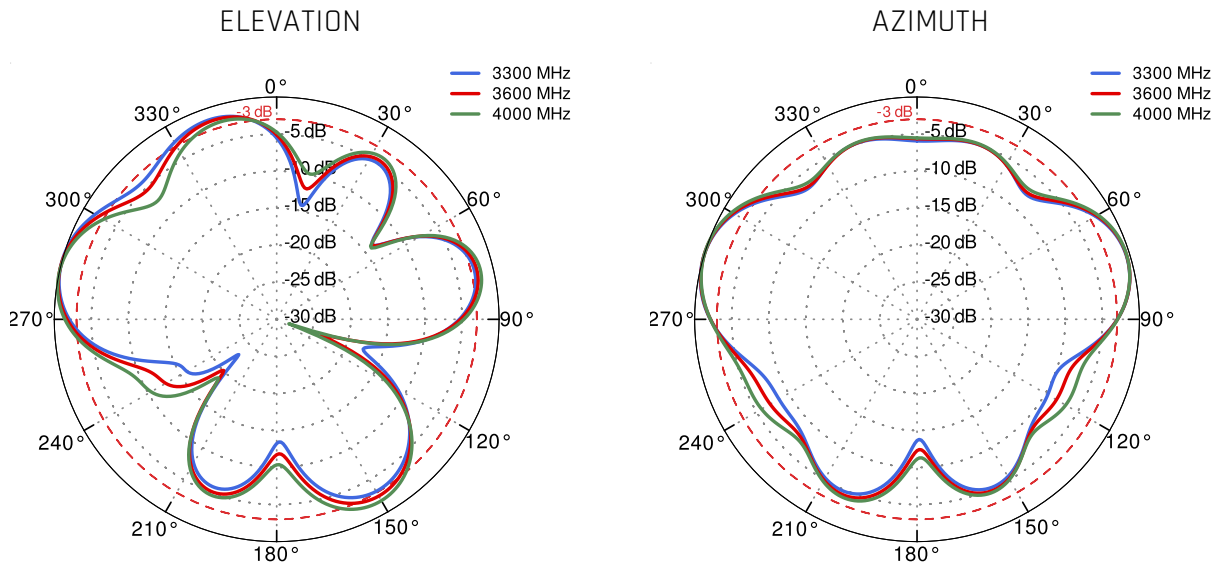 ELEVATION
3300 MHz
3600 MHz
4000 MHz
0°
30°
60°
90°
120°
150°
180°
210°
240°
270°
300°
330°
-3 dB
-5 dB
-15 dB
-20 dB
-25 dB
-30 dB
AZIMUTH
3300 MHz
3600 MHz
4000 MHz
0°
30°
60°
90°
120°
150°
180°
210°
240°
270°
300°
330°
-3 dB
-5 dB
-10 dB
-15 dB
-20 dB
-25 dB
-30 dB